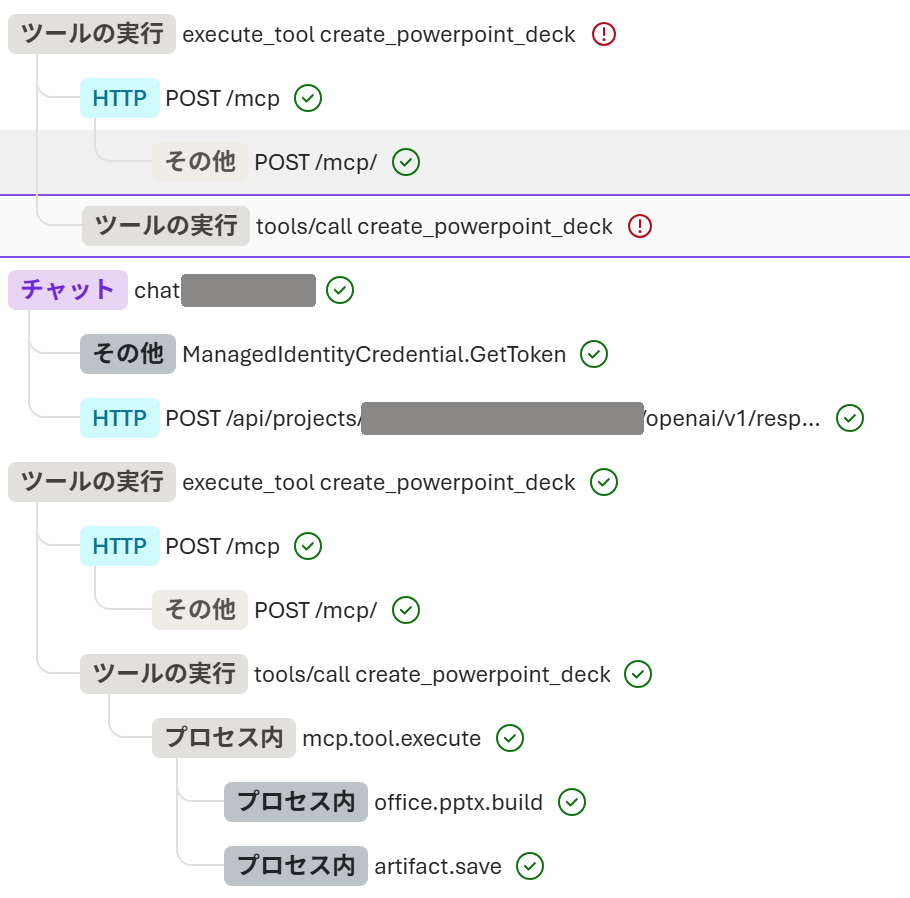 ツールの実行 execute_tool create_powerpoint_deck
HTTP POST /mcp
その他 POST /mcp/
ツールの実行 tools/call create_powerpoint_deck
チャット chat
その他 ManagedIdentityCredential.GetToken
HTTP POST /api/projects/ /openai/v1/resp...
ツールの実行 execute_tool create_powerpoint_deck
HTTP POST /mcp
その他 POST /mcp/
ツールの実行 tools/call create_powerpoint_deck
プロセス内 mcp.tool.execute
プロセス内 office.pptx.build
プロセス内 artifact.save